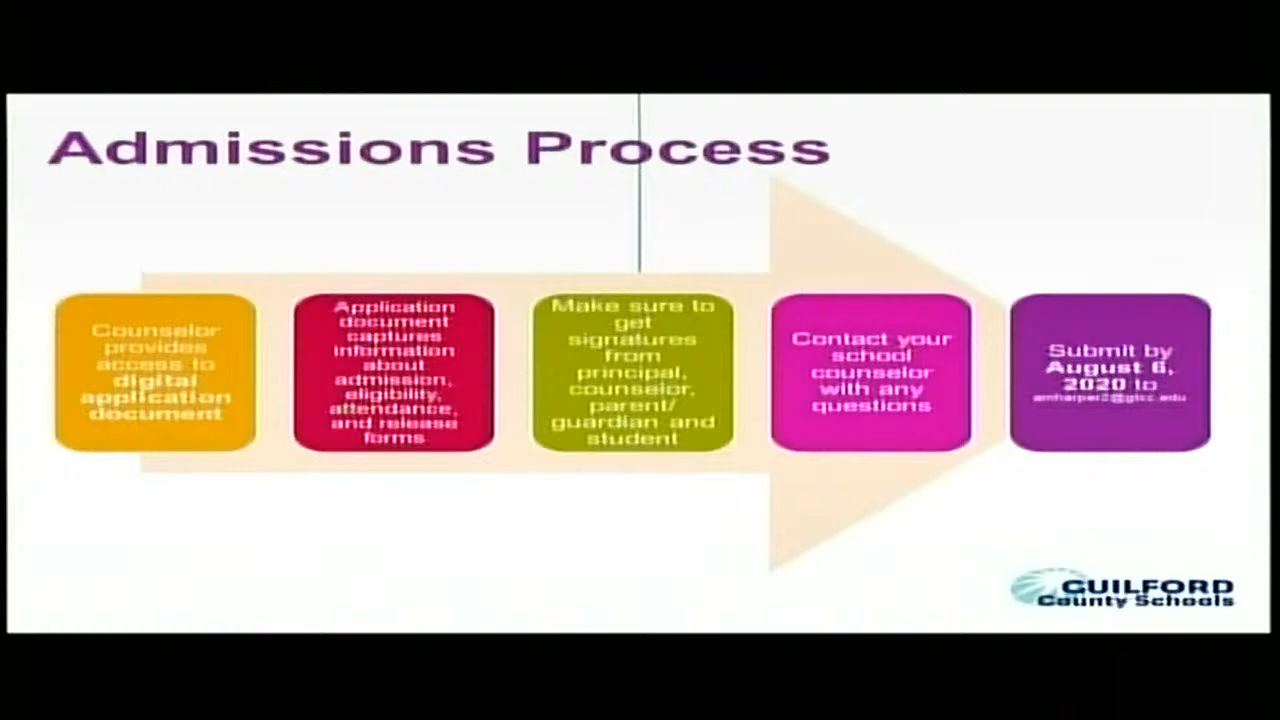 Admissions Process
Counselor
provides
access to
digital
application
document
Application
document
captures
information
about
admission,
eligibility,
attendance,
and release
forms
Make sure to
get
signatures
from
principal,
counselor,
parent/
guardian and
student
Contact your
school
counselor
with any
questions
Submit by
August 6,
2020 to
GUILFORD
County Schools